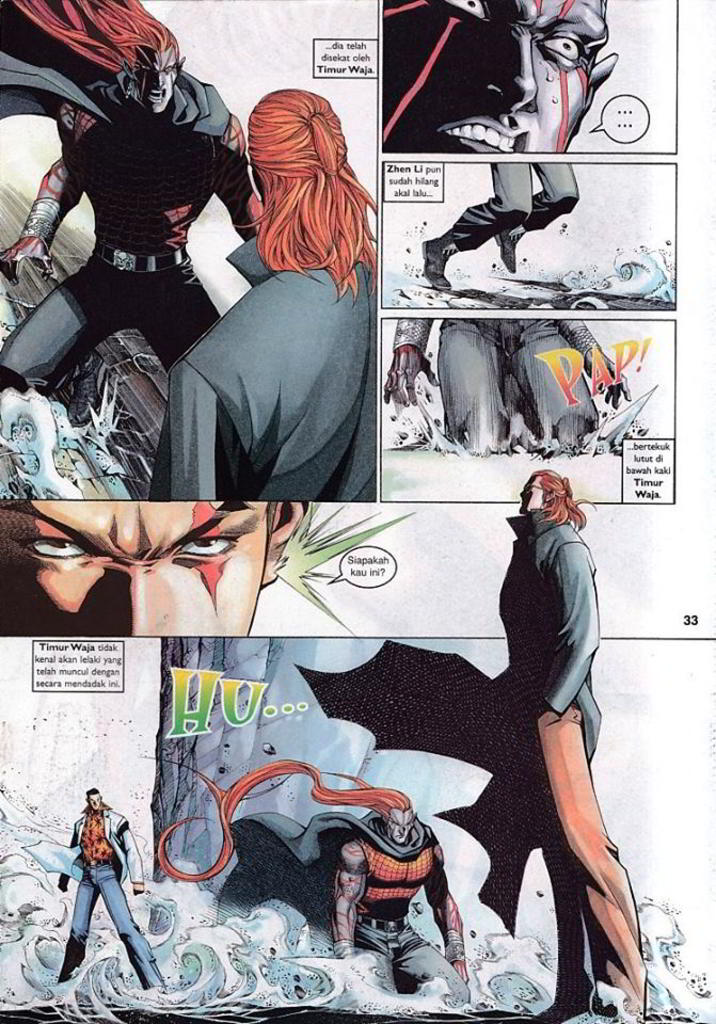 ...dia telah
disekat oleh
Timur Waja.
...
...
Zhen Li pun
sudah hilang
akal lalu...
PAP!
...bertekuk
lutut di
bawah kaki
Timur
Waja.
Siapakah
kau ini?
33
Timur Waja tidak
kenal akan lelaki yang
telah muncul dengan
secara mendadak ini.
HU...